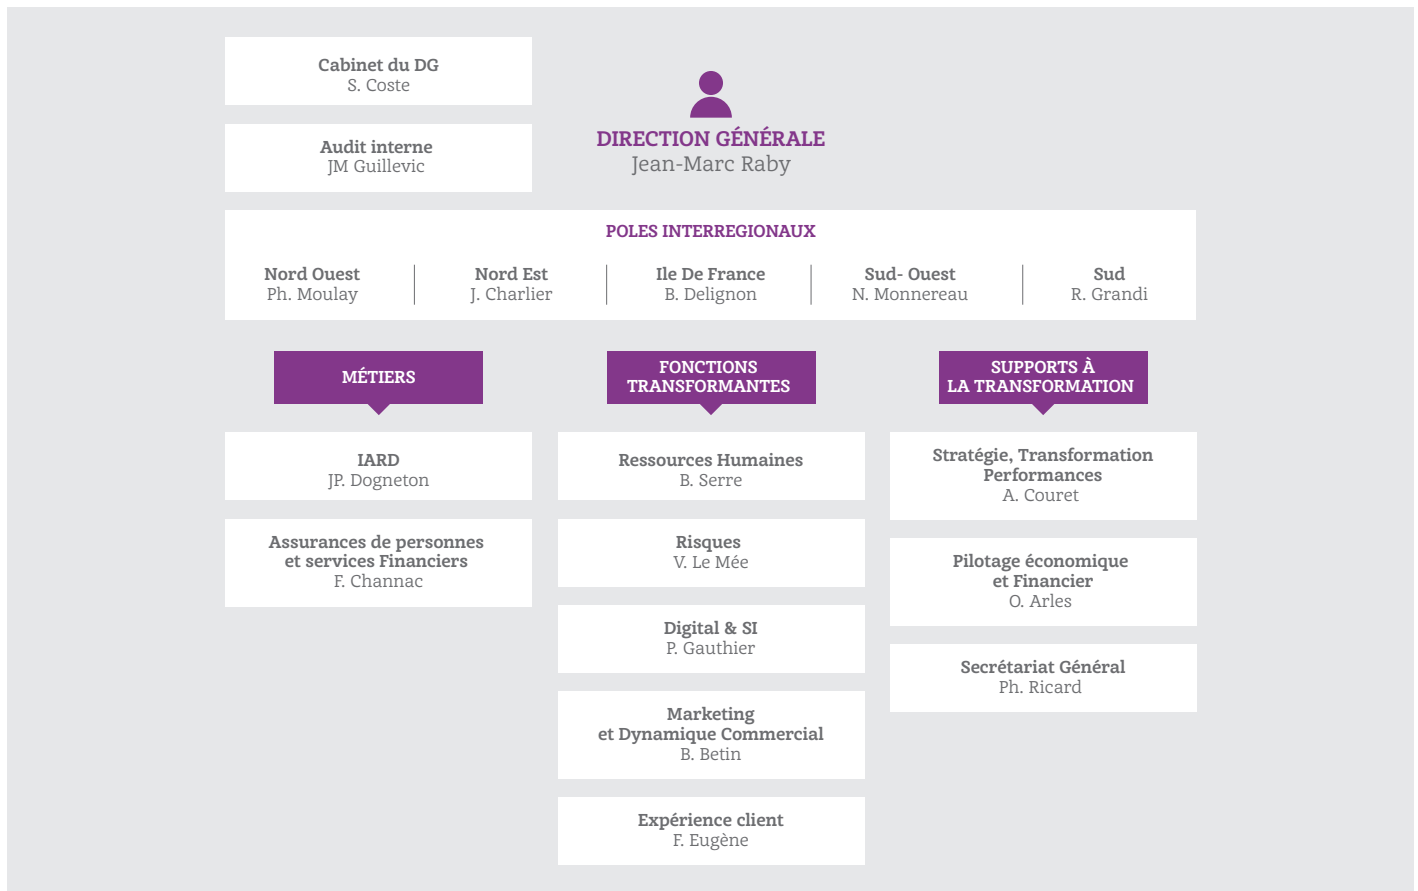 Cabinet du DG
S. Coste
Audit interne
JM Guillevic
DIRECTION GÉNÉRALE
Jean-Marc Raby
POLES INTERREGIONAUX
Nord Ouest
Ph. Moulay
Nord Est
J. Charlier
Ile De France
B. Delignon
Sud- Ouest
N. Monnereau
Sud
R. Grandi
MÉTIERS
IARD
JP. Dogneton
Assurances de personnes
et services Financiers
F. Channac
FONCTIONS
TRANSFORMANTES
Ressources Humaines
B. Serre
Risques
V. Le Mée
Digital & SI
P. Gauthier
Marketing
et Dynamique Commercial
B. Betin
Expérience client
F. Eugène
SUPPORTS À
LA TRANSFORMATION
Stratégie, Transformation
Performances
A. Couret
Pilotage économique
et Financier
O. Arles
Secrétariat Général
Ph. Ricard